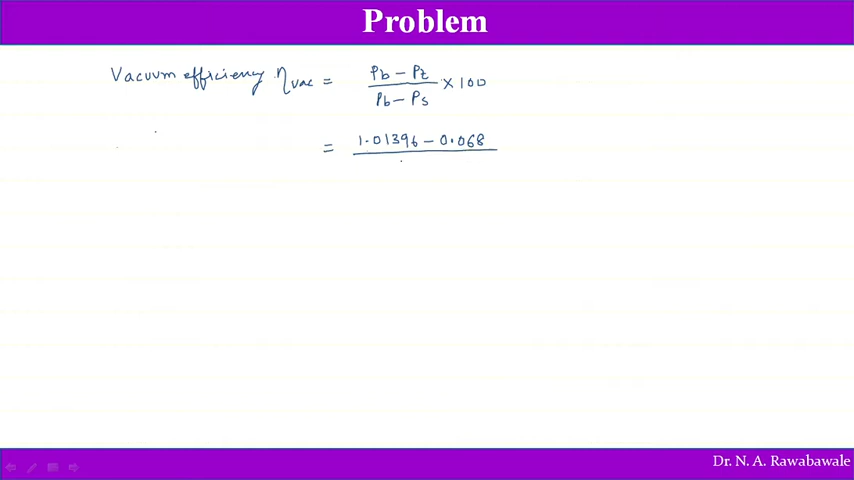 Problem
Vacuum efficiency ηvac = Pb – Pt / Pb – Ps × 100
= 1.01396 – 0.068
Dr. N. A. Rawabawale